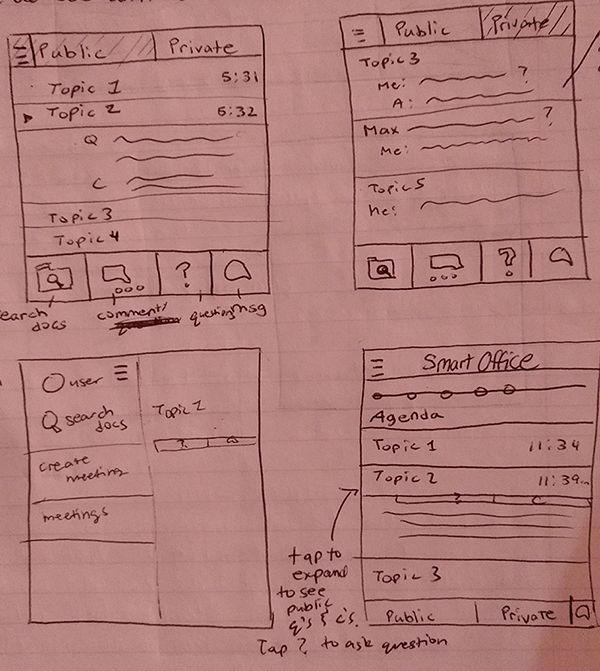 Public Private
Topic 1 5:31
Topic 2 5:32
Q
C
Topic 3
Topic 4
?
search docs
comment/
question
msg
Public Private
Topic 3
Me: ?
A:
Max ?
Me:
Topic 5
Me:
?
user
search docs
create meeting
meetings
Topic 2
?
Smart Office
Agenda
Topic 1 11:34
Topic 2 11:39
? C
Topic 3
Public Private
tap to
expand
to see
public
q's & c's.
Tap ? to ask question